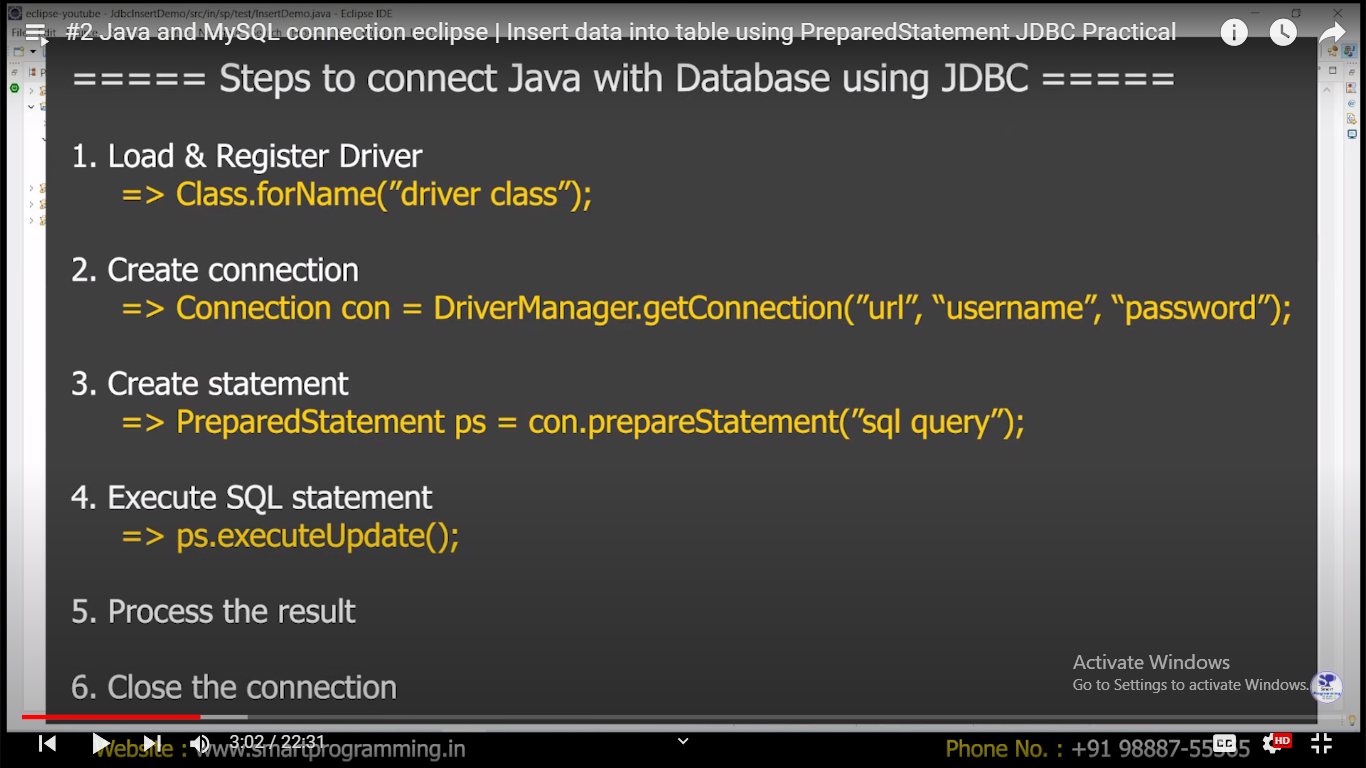 eclipse-youtube - JdbcInsertDemo/src/in/sp/test/InsertDemo.java - Eclipse IDE
#2 Java and MySQL connection eclipse | Insert data into table using PreparedStatement JDBC Practical
===== Steps to connect Java with Database using JDBC =====
1. Load & Register Driver
=> Class.forName(”driver class”);
2. Create connection
=> Connection con = DriverManager.getConnection(”url”, “username”, “password”);
3. Create statement
=> PreparedStatement ps = con.prepareStatement(”sql query”);
4. Execute SQL statement
=> ps.executeUpdate();
5. Process the result
6. Close the connection
Activate Windows
Go to Settings to activate Windows.
3:02 / 22:31
CC
HD
Website : www.smartprogramming.in
Phone No. : +91 98887-55